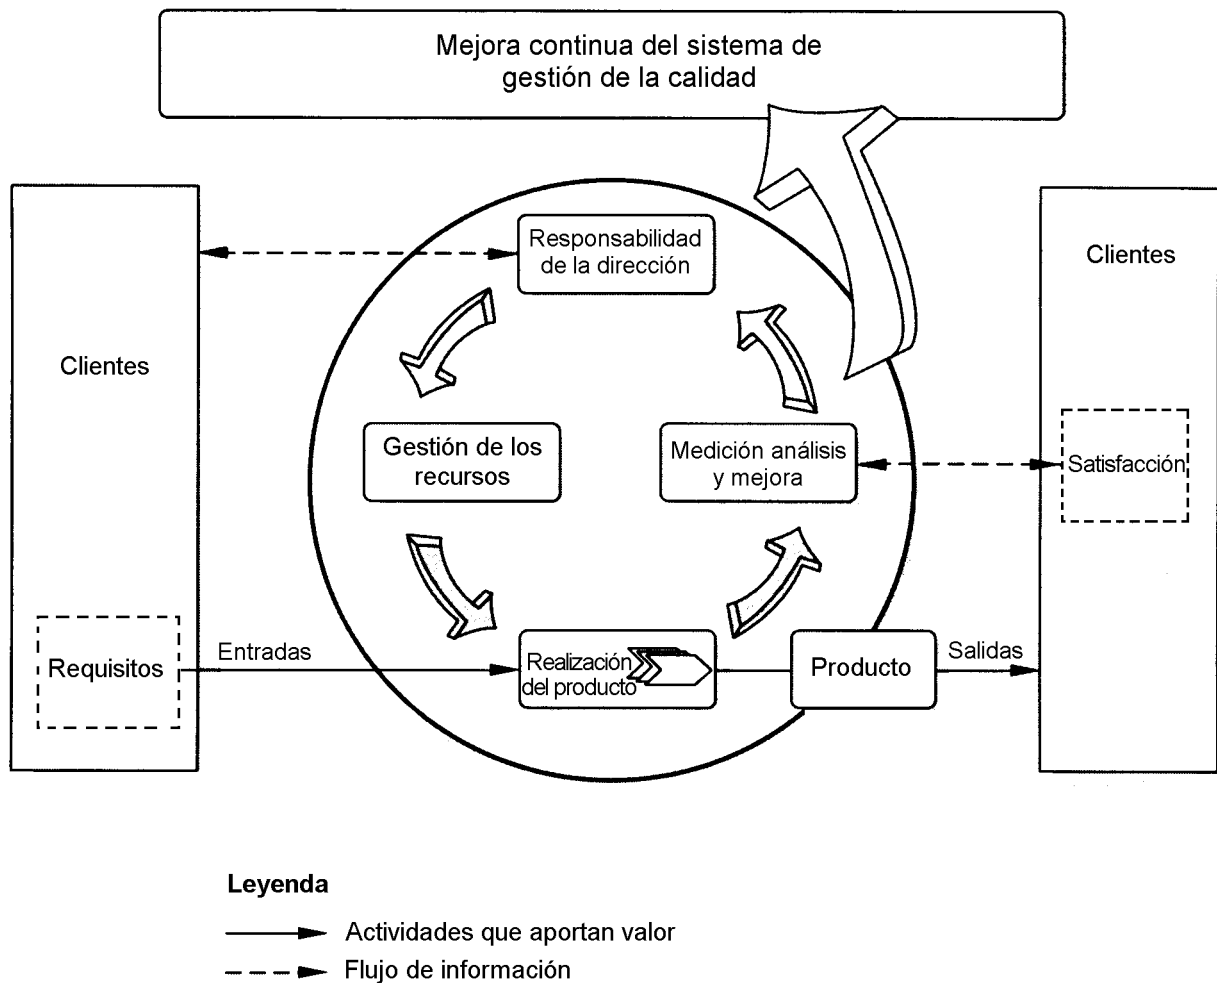 Mejora continua del sistema de
gestión de la calidad
Responsabilidad
de la dirección
Clientes
Clientes
Gestión de los
recursos
Medición análisis
y mejora
Satisfacción
Requisitos
Entradas
Realización
del producto
Producto
Salidas
Leyenda
Actividades que aportan valor
Flujo de información